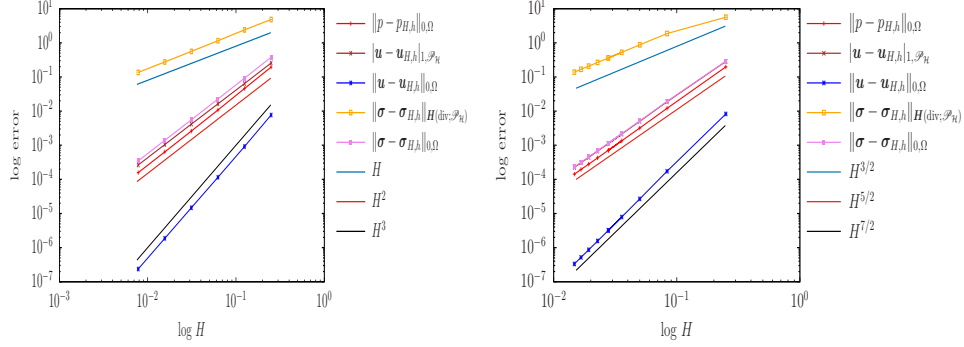 10^1
10^0
10^-1
10^-2
10^-3
10^-4
10^-5
10^-6
10^-7
log error
10^-3
10^-2
10^-1
10^0
log H
‖p − p_{H,h}‖_{0,Ω}
|u − u_{H,h}|_{1,𝒫_ℋ}
‖u − u_{H,h}‖_{0,Ω}
‖σ − σ_{H,h}‖_{H(div;𝒫_ℋ)}
‖σ − σ_{H,h}‖_{0,Ω}
H
H^2
H^3
10^1
10^0
10^-1
10^-2
10^-3
10^-4
10^-5
10^-6
10^-7
log error
10^-2
10^-1
10^0
log H
‖p − p_{H,h}‖_{0,Ω}
|u − u_{H,h}|_{1,𝒫_ℋ}
‖u − u_{H,h}‖_{0,Ω}
‖σ − σ_{H,h}‖_{H(div;𝒫_ℋ)}
‖σ − σ_{H,h}‖_{0,Ω}
H^{3/2}
H^{5/2}
H^{7/2}